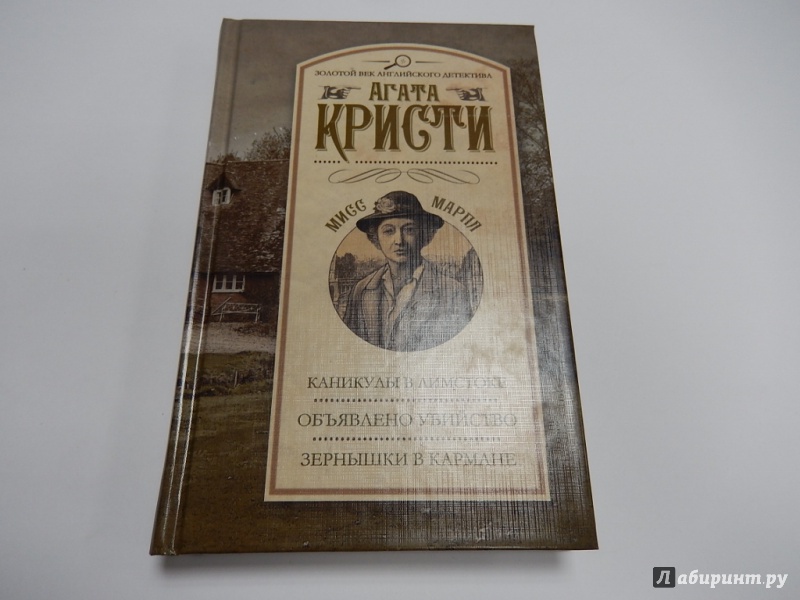 ЗОЛОТОЙ ВЕК АНГЛИЙСКОГО ДЕТЕКТИВА
АГАТА
КРИСТИ
МИСС МАРПЛ
КАНИКУЛЫ В ЛИМСТОКЕ
ОБЪЯВЛЕНО УБИЙСТВО
ЗЕРНЫШКИ В КАРМАНЕ
Лабиринт.ру